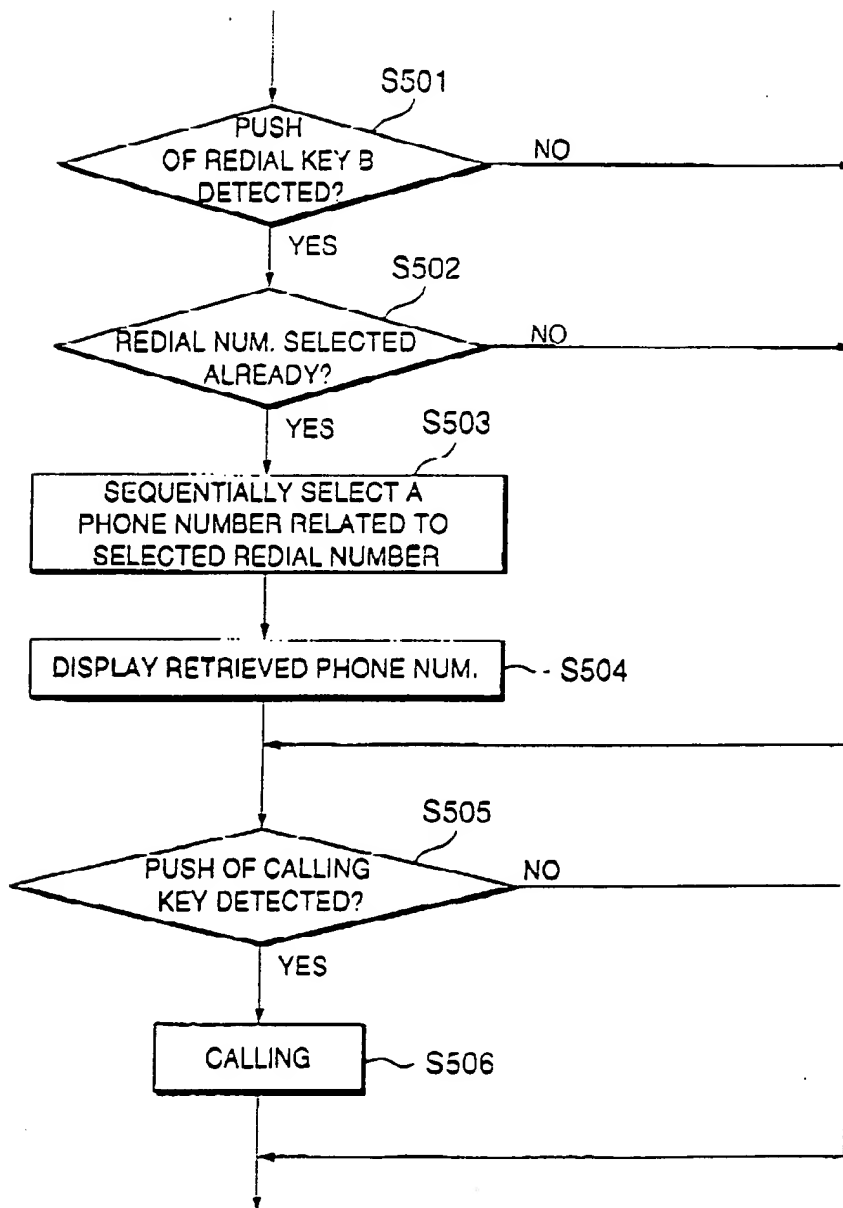 S501
PUSH
OF REDIAL KEY B
DETECTED?
NO
YES
S502
REDIAL NUM. SELECTED
ALREADY?
NO
YES
S503
SEQUENTIALLY SELECT A
PHONE NUMBER RELATED TO
SELECTED REDIAL NUMBER
DISPLAY RETRIEVED PHONE NUM.
S504
S505
PUSH OF CALLING
KEY DETECTED?
NO
YES
CALLING
S506